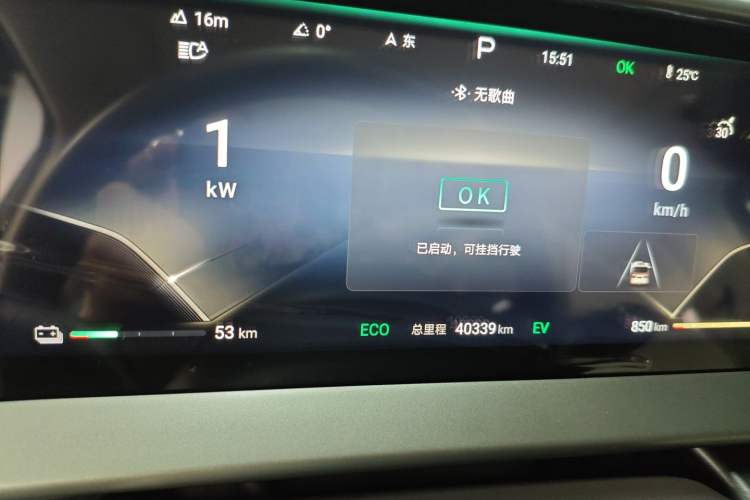 16m
0°
东
P
15:51
OK
25℃
A
无歌曲
30
1
kW
0
km/h
OK
已启动，可挂挡行驶
53 km
ECO
总里程 40339 km
EV
850 km